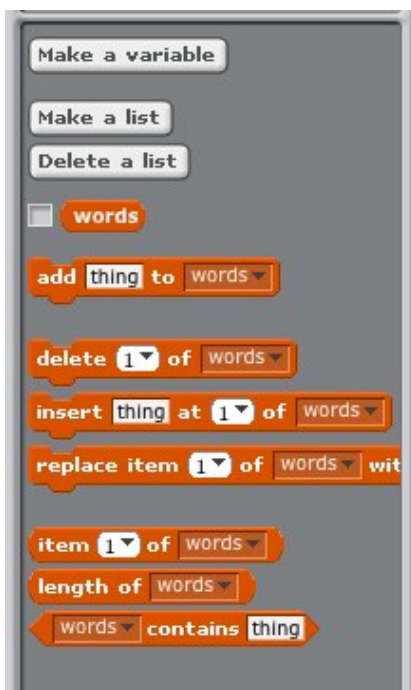 Make a variable
Make a list
Delete a list
words
add thing to words
delete 1 of words
insert thing at 1 of words
replace item 1 of words wit
item 1 of words
length of words
words contains thing